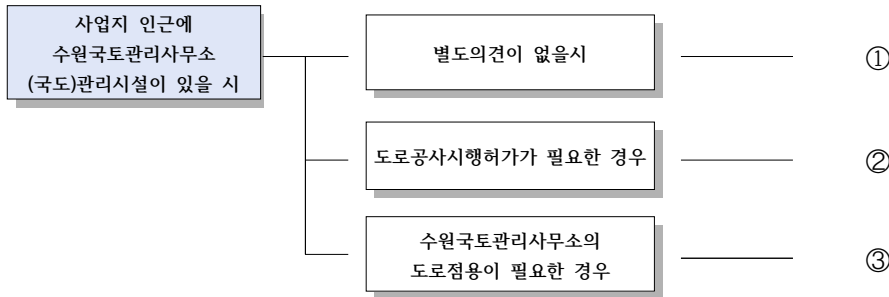 사업지 인근에
수원국토관리사무소
(국도)관리시설이 있을 시
별도의견이 없을시
①
도로공사시행허가가 필요한 경우
②
수원국토관리사무소의
도로점용이 필요한 경우
③